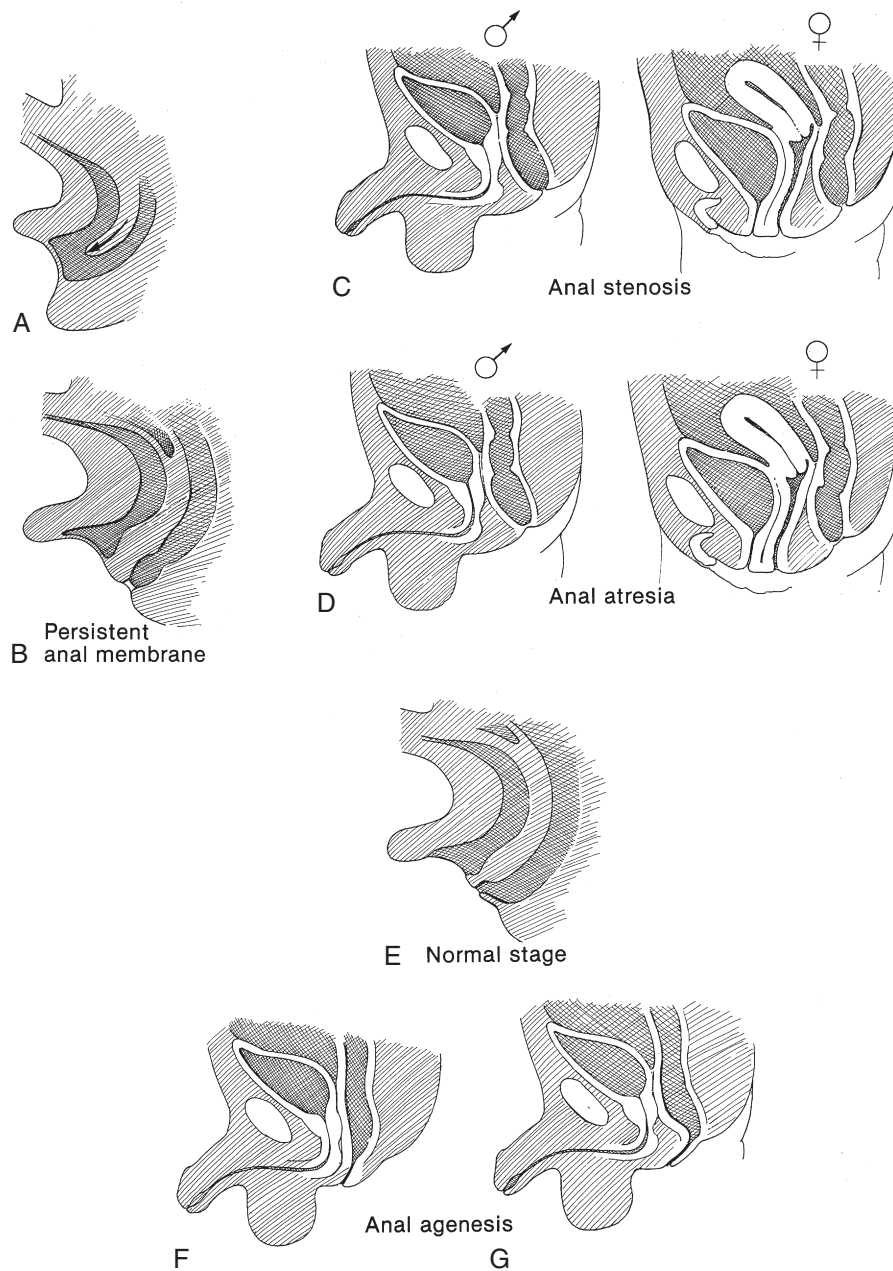 ♂ ♀
A
C Anal stenosis
♂ ♀
B Persistent
anal membrane
D Anal atresia
E Normal stage
Anal agenesis
F G